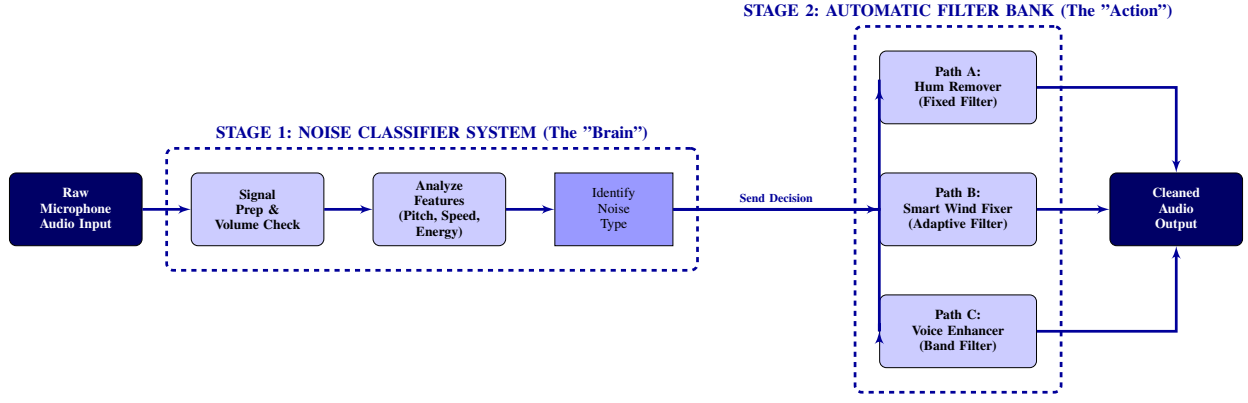 STAGE 2: AUTOMATIC FILTER BANK (The ”Action”)
Path A:
Hum Remover
(Fixed Filter)
STAGE 1: NOISE CLASSIFIER SYSTEM (The ”Brain”)
Raw
Microphone
Audio Input
Signal
Prep &
Volume Check
Analyze
Features
(Pitch, Speed,
Energy)
Identify
Noise
Type
Send Decision
Path B:
Smart Wind Fixer
(Adaptive Filter)
Cleaned
Audio
Output
Path C:
Voice Enhancer
(Band Filter)